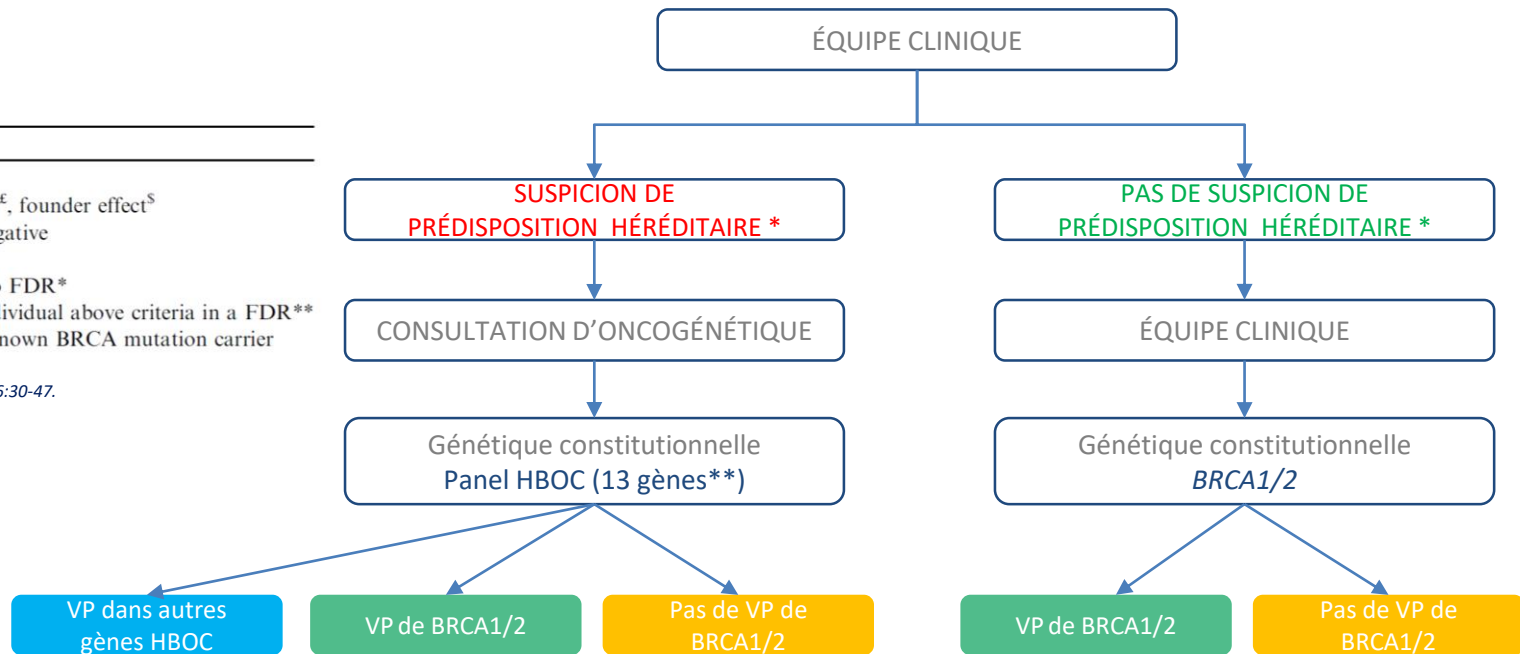 ÉQUIPE CLINIQUE
, founder effect$
gative
FDR*
dividual above criteria in a FDR**
nown BRCA mutation carrier
:30-47.
SUSPICION DE
PRÉDISPOSITION HÉRÉDITAIRE *
PAS DE SUSPICION DE
PRÉDISPOSITION HÉRÉDITAIRE *
CONSULTATION D'ONCOGÉNÉTIQUE
ÉQUIPE CLINIQUE
Génétique constitutionnelle
Panel HBOC (13 gènes**)
Génétique constitutionnelle
BRCA1/2
VP dans autres
gènes HBOC
VP de BRCA1/2
Pas de VP de
BRCA1/2
VP de BRCA1/2
Pas de VP de
BRCA1/2